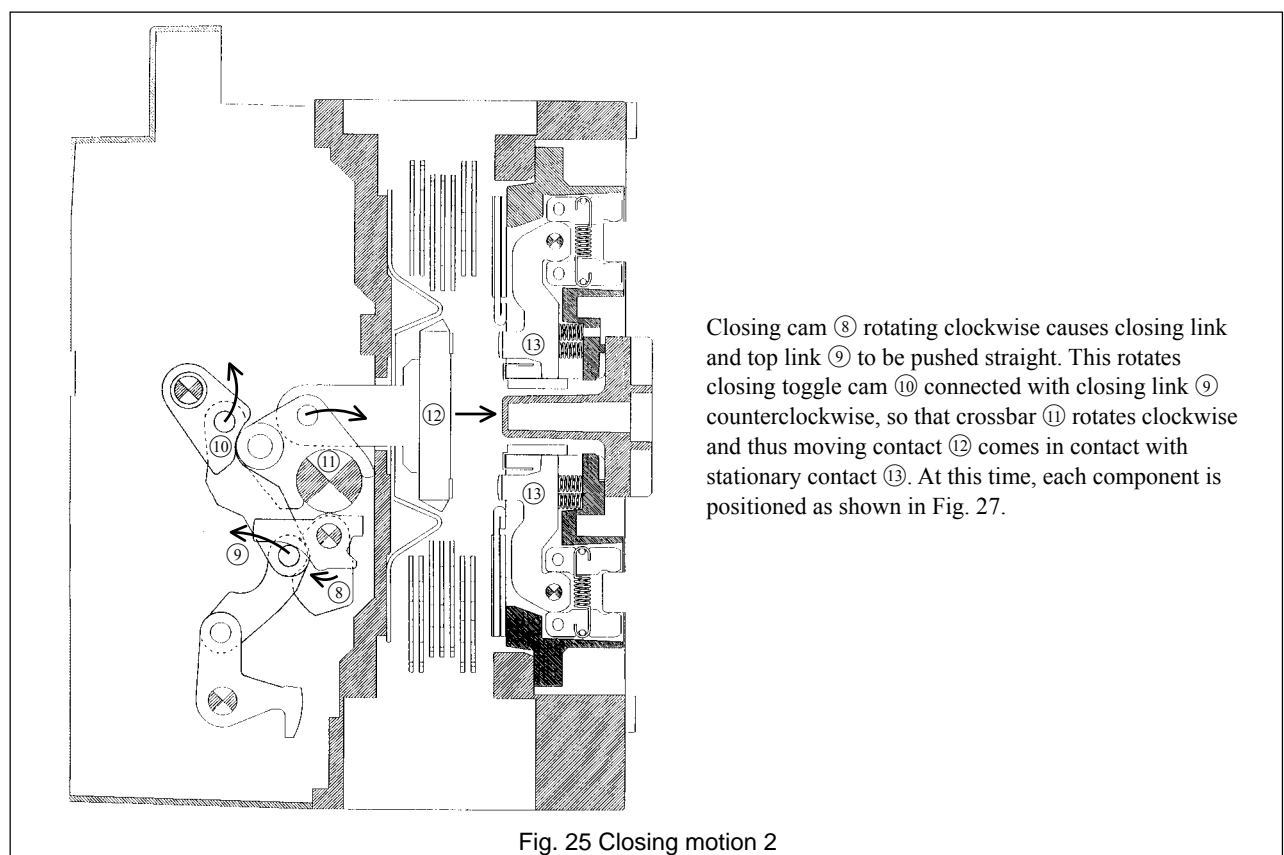 ⑬
⑫
⑩
⑪
⑬
⑨
⑧
Closing cam ⑧ rotating clockwise causes closing link
and top link ⑨ to be pushed straight. This rotates
closing toggle cam ⑩ connected with closing link ⑨
counterclockwise, so that crossbar ⑪ rotates clockwise
and thus moving contact ⑫ comes in contact with
stationary contact ⑬. At this time, each component is
positioned as shown in Fig. 27.
Fig. 25 Closing motion 2